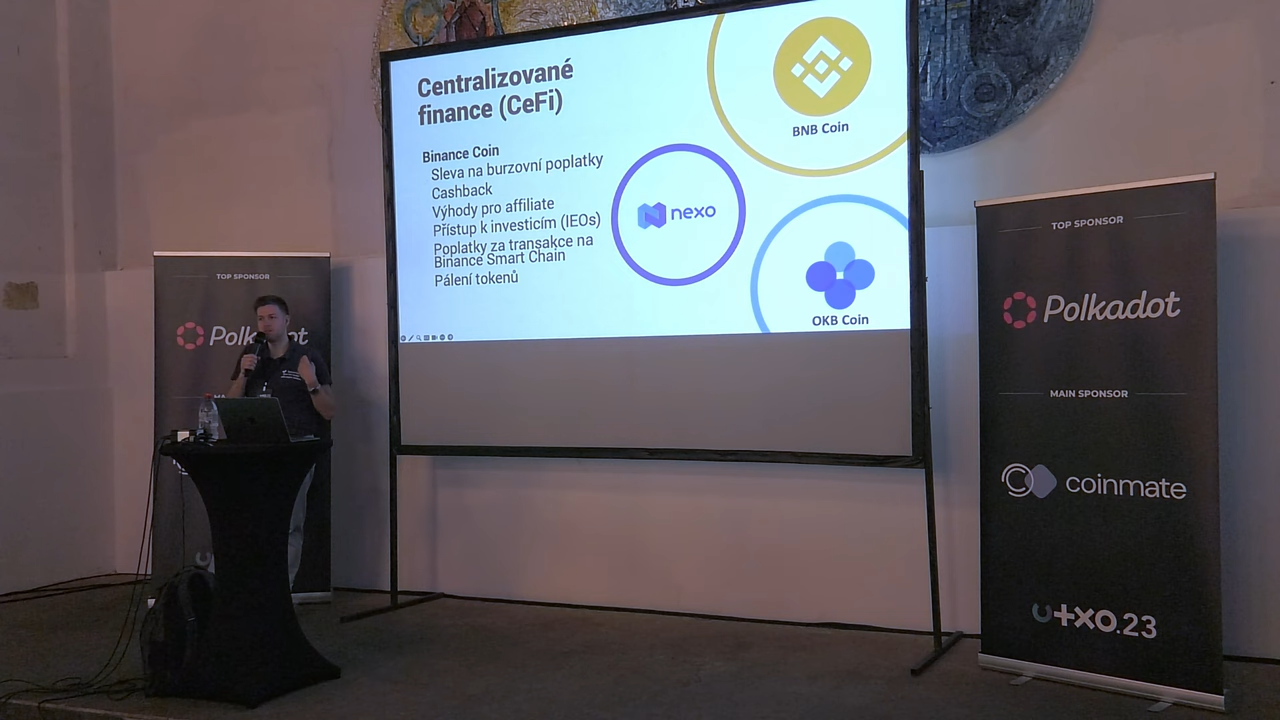 Centralizované
finance (CeFi)
Binance Coin
Sleva na burzovní poplatky
Cashback
Výhody pro affiliate
Přístup k investicím (IEOs)
Poplatky za transakce na
Binance Smart Chain
Pálení tokenů
BNB Coin
nexo
OKB Coin
TOP SPONSOR
Polkadot
TOP SPONSOR
Polkadot
MAIN SPONSOR
coinmate
utxo.23